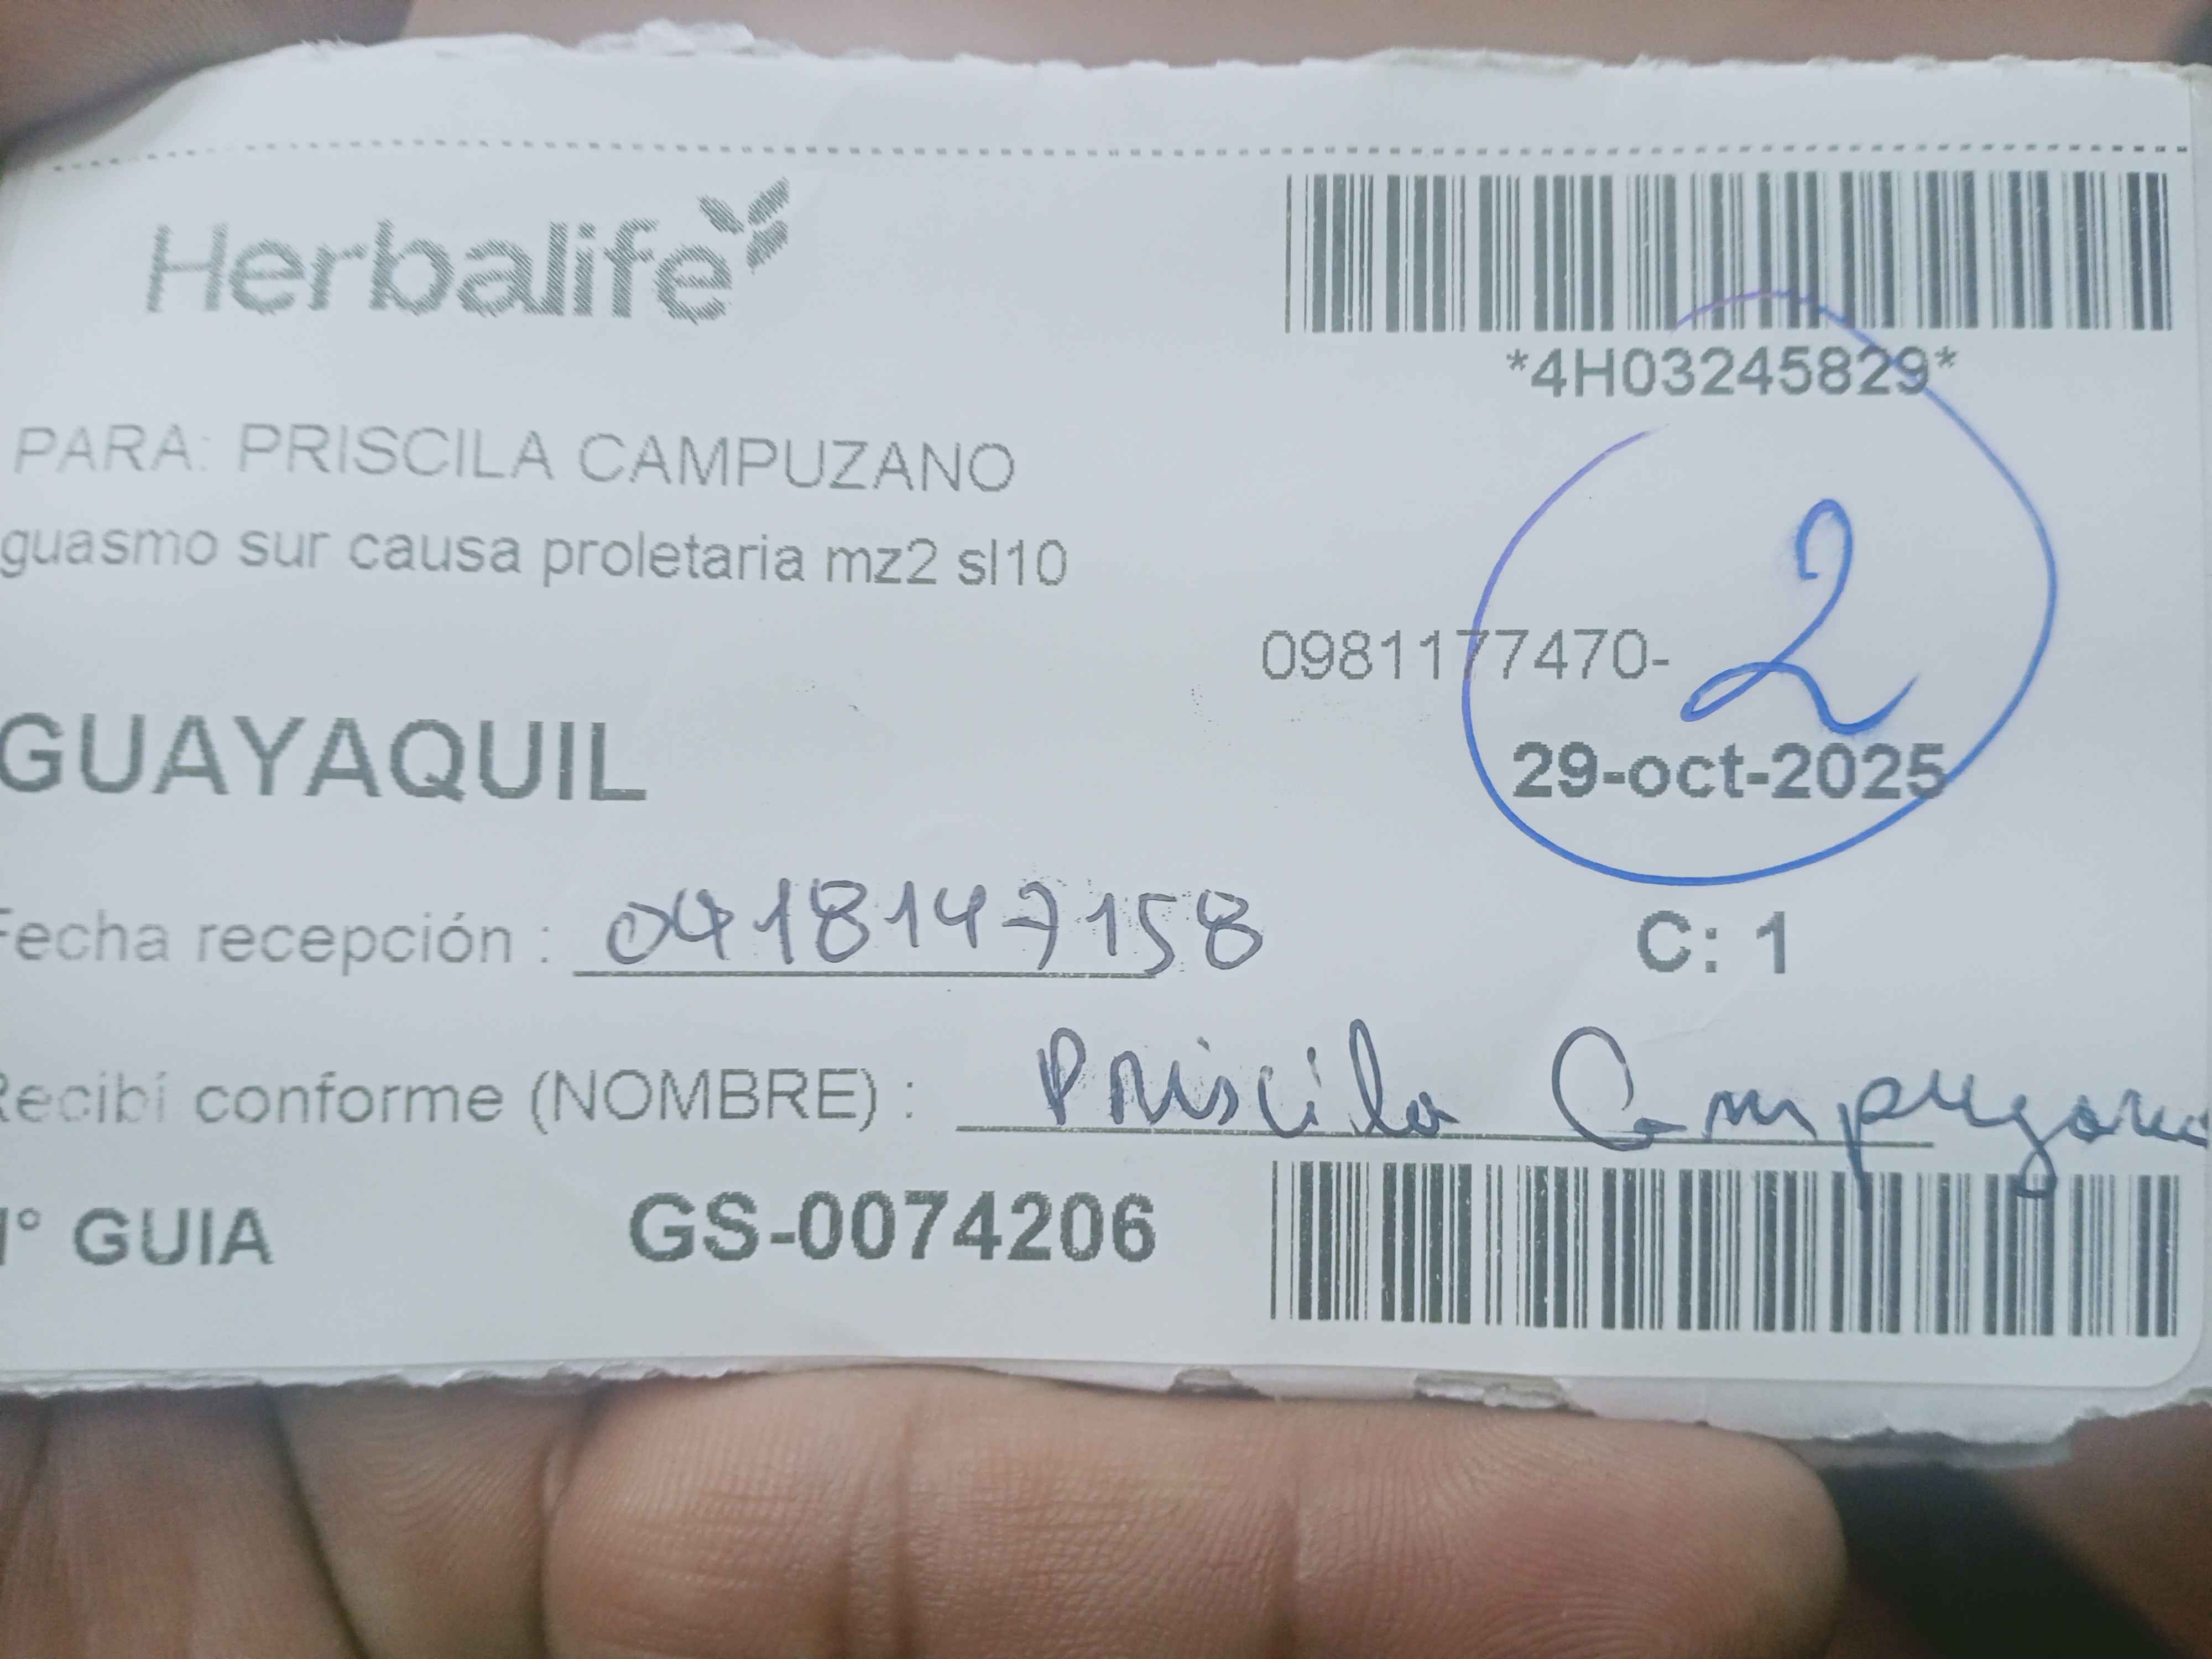 Herbalife
*4H03245829*
PARA: PRISCILA CAMPUZANO
guasmo sur causa proletaria mz2 sl10
0981177470-
2
GUAYAQUIL
29-oct-2025
Fecha recepción : 0418147158
C: 1
Recibí conforme (NOMBRE) : Priscila Campuzano
N° GUIA GS-0074206